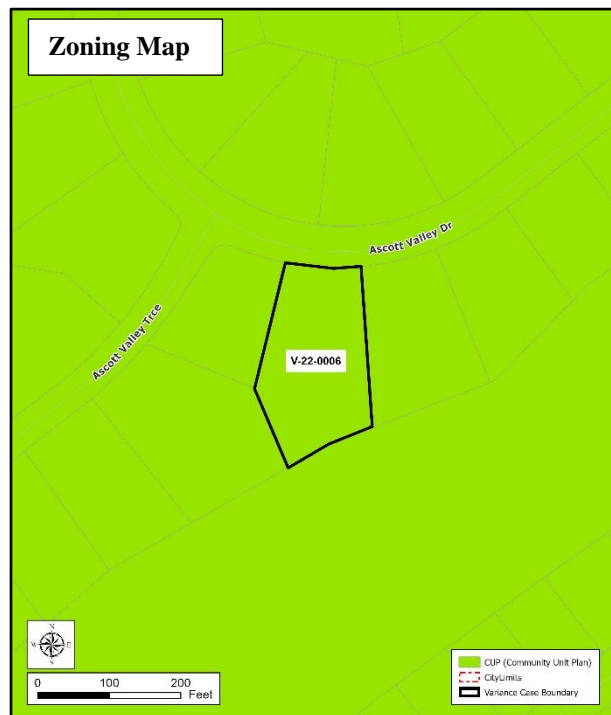 Zoning Map
Ascott Valley Dr
Ascott Valley Trce
V-22-0006
N
W E
S
0 100 200
Feet
CUP (Community Unit Plan)
CityLimits
Variance Case Boundary